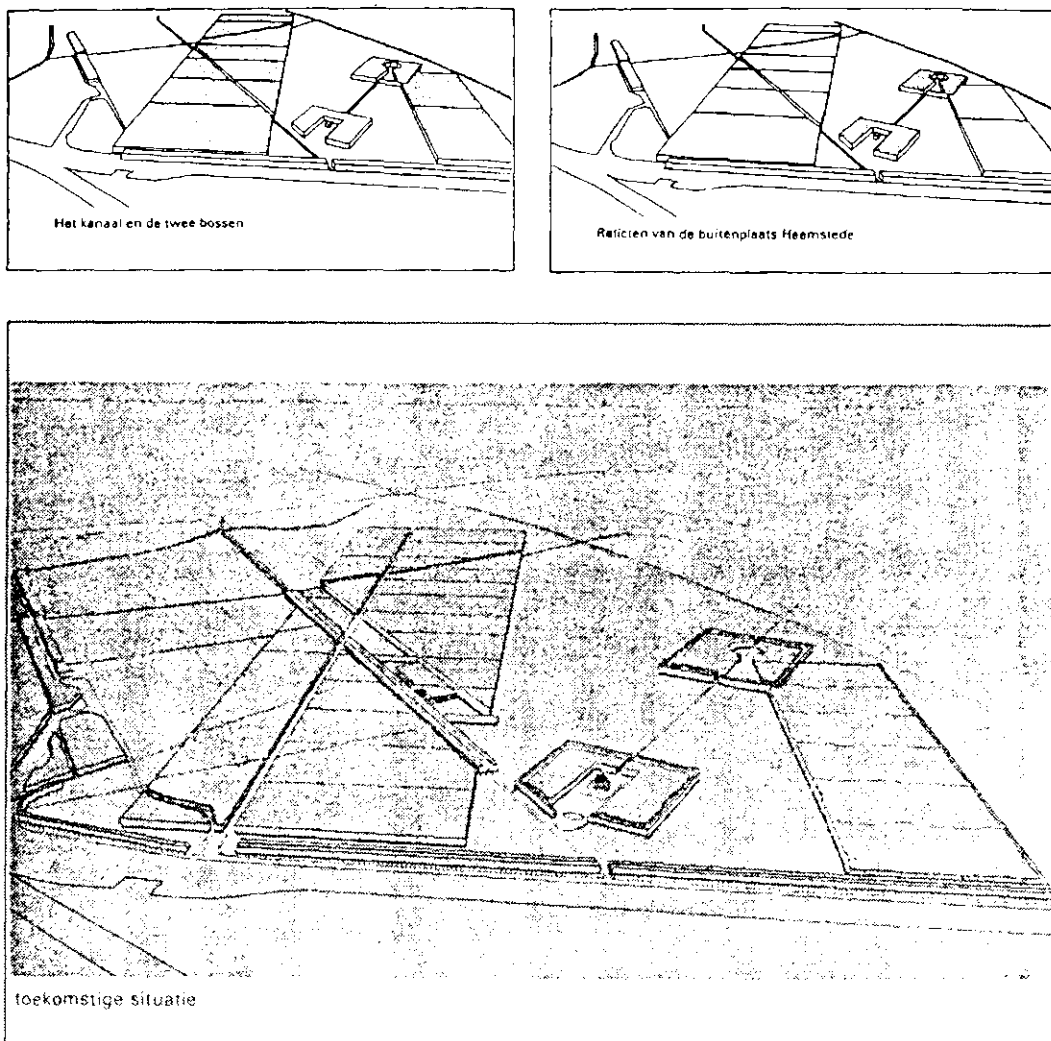 Het kanaal en de twee bossen
Relicten van de buitenplaats Heemstede
toekomstige situatie